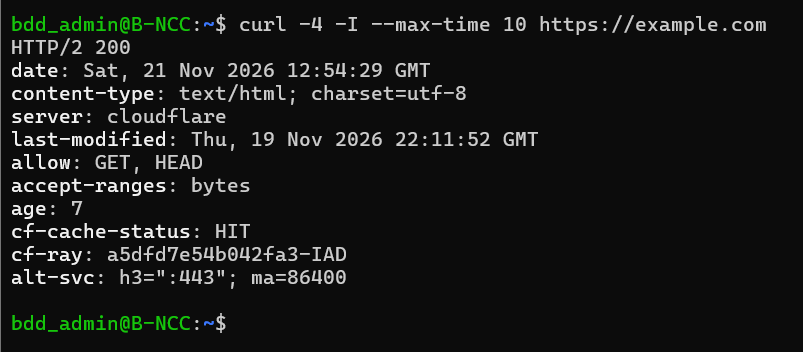 bdd_admin@B-NCC:~$ curl -4 -I --max-time 10 https://example.com
HTTP/2 200
date: Sat, 21 Nov 2026 12:54:29 GMT
content-type: text/html; charset=utf-8
server: cloudflare
last-modified: Thu, 19 Nov 2026 22:11:52 GMT
allow: GET, HEAD
accept-ranges: bytes
age: 7
cf-cache-status: HIT
cf-ray: a5dfd7e54b042fa3-IAD
alt-svc: h3=":443"; ma=86400
bdd_admin@B-NCC:~$